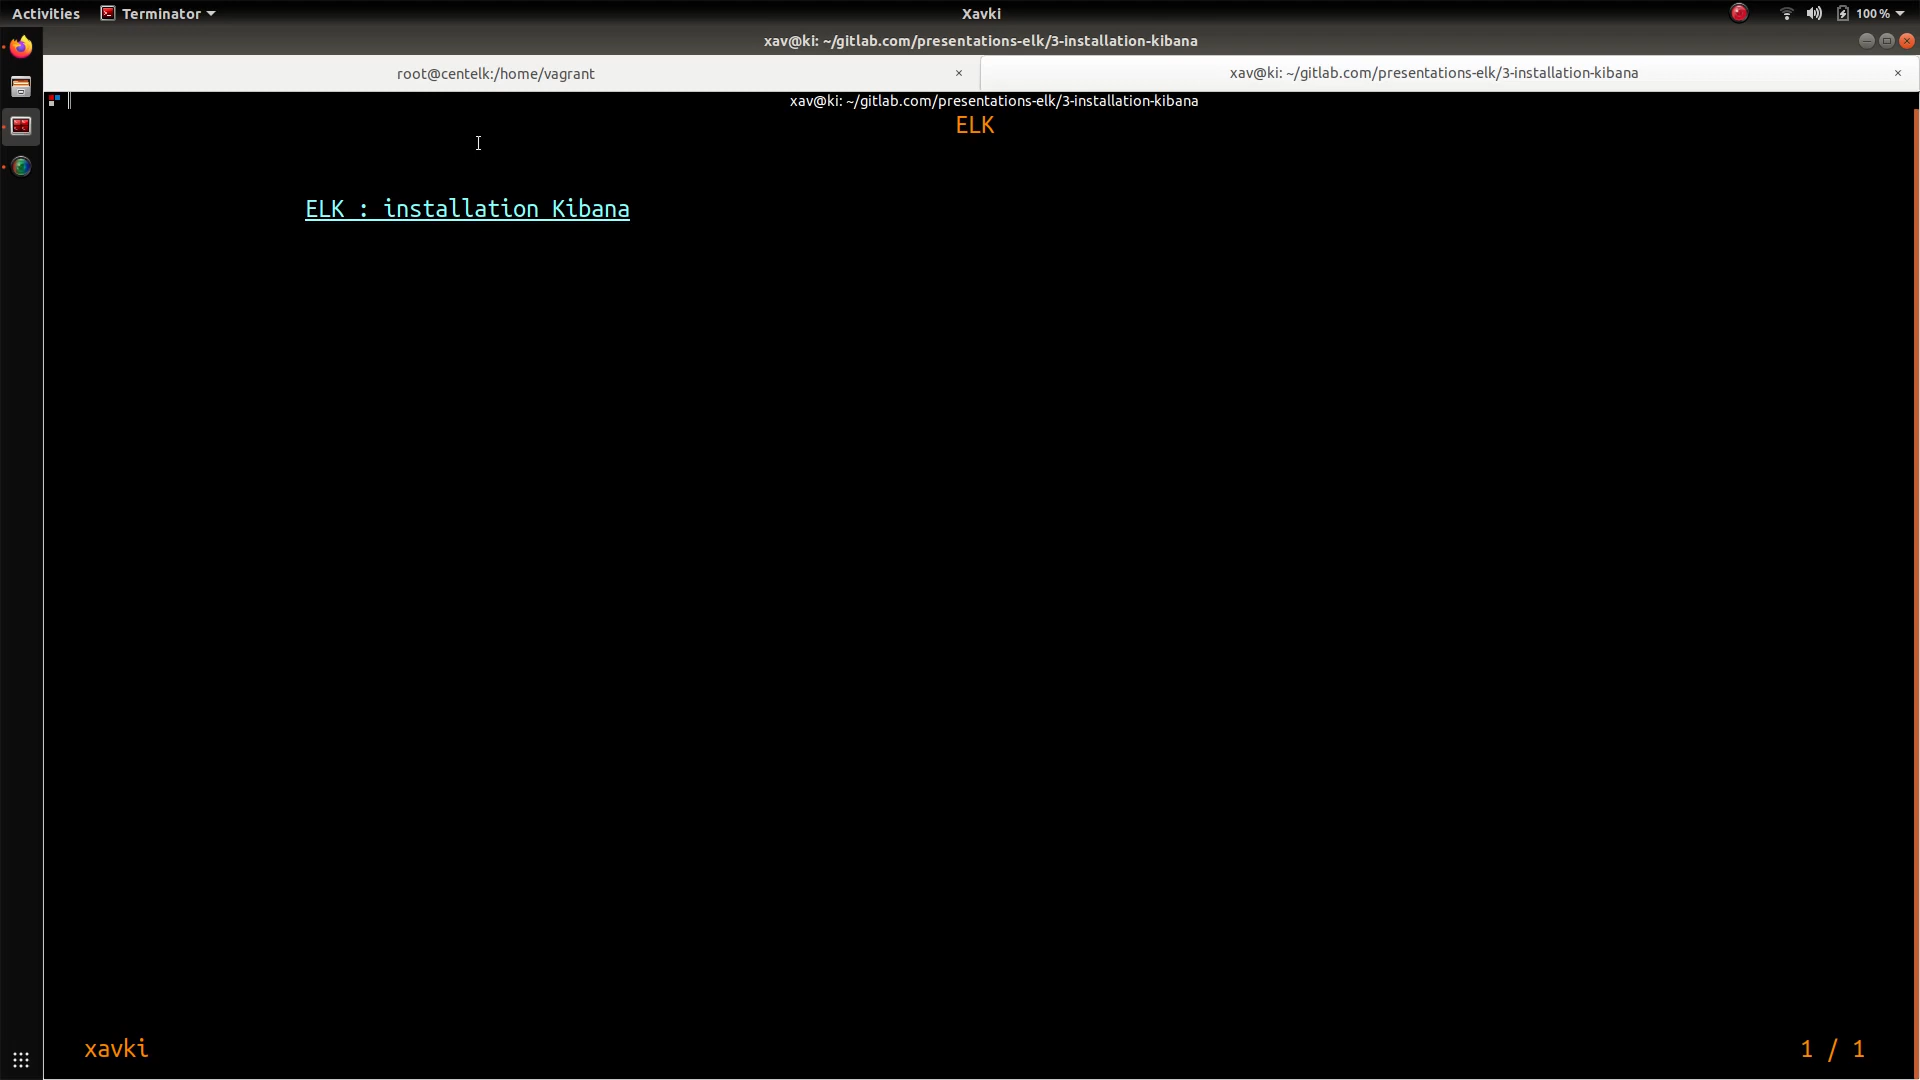 Activities Terminator Xavki 100 %
xav@ki: ~/gitlab.com/presentations-elk/3-installation-kibana
root@centelk:/home/vagrant × xav@ki: ~/gitlab.com/presentations-elk/3-installation-kibana ×
xav@ki: ~/gitlab.com/presentations-elk/3-installation-kibana
ELK
ELK : installation Kibana
xavki 1 / 1